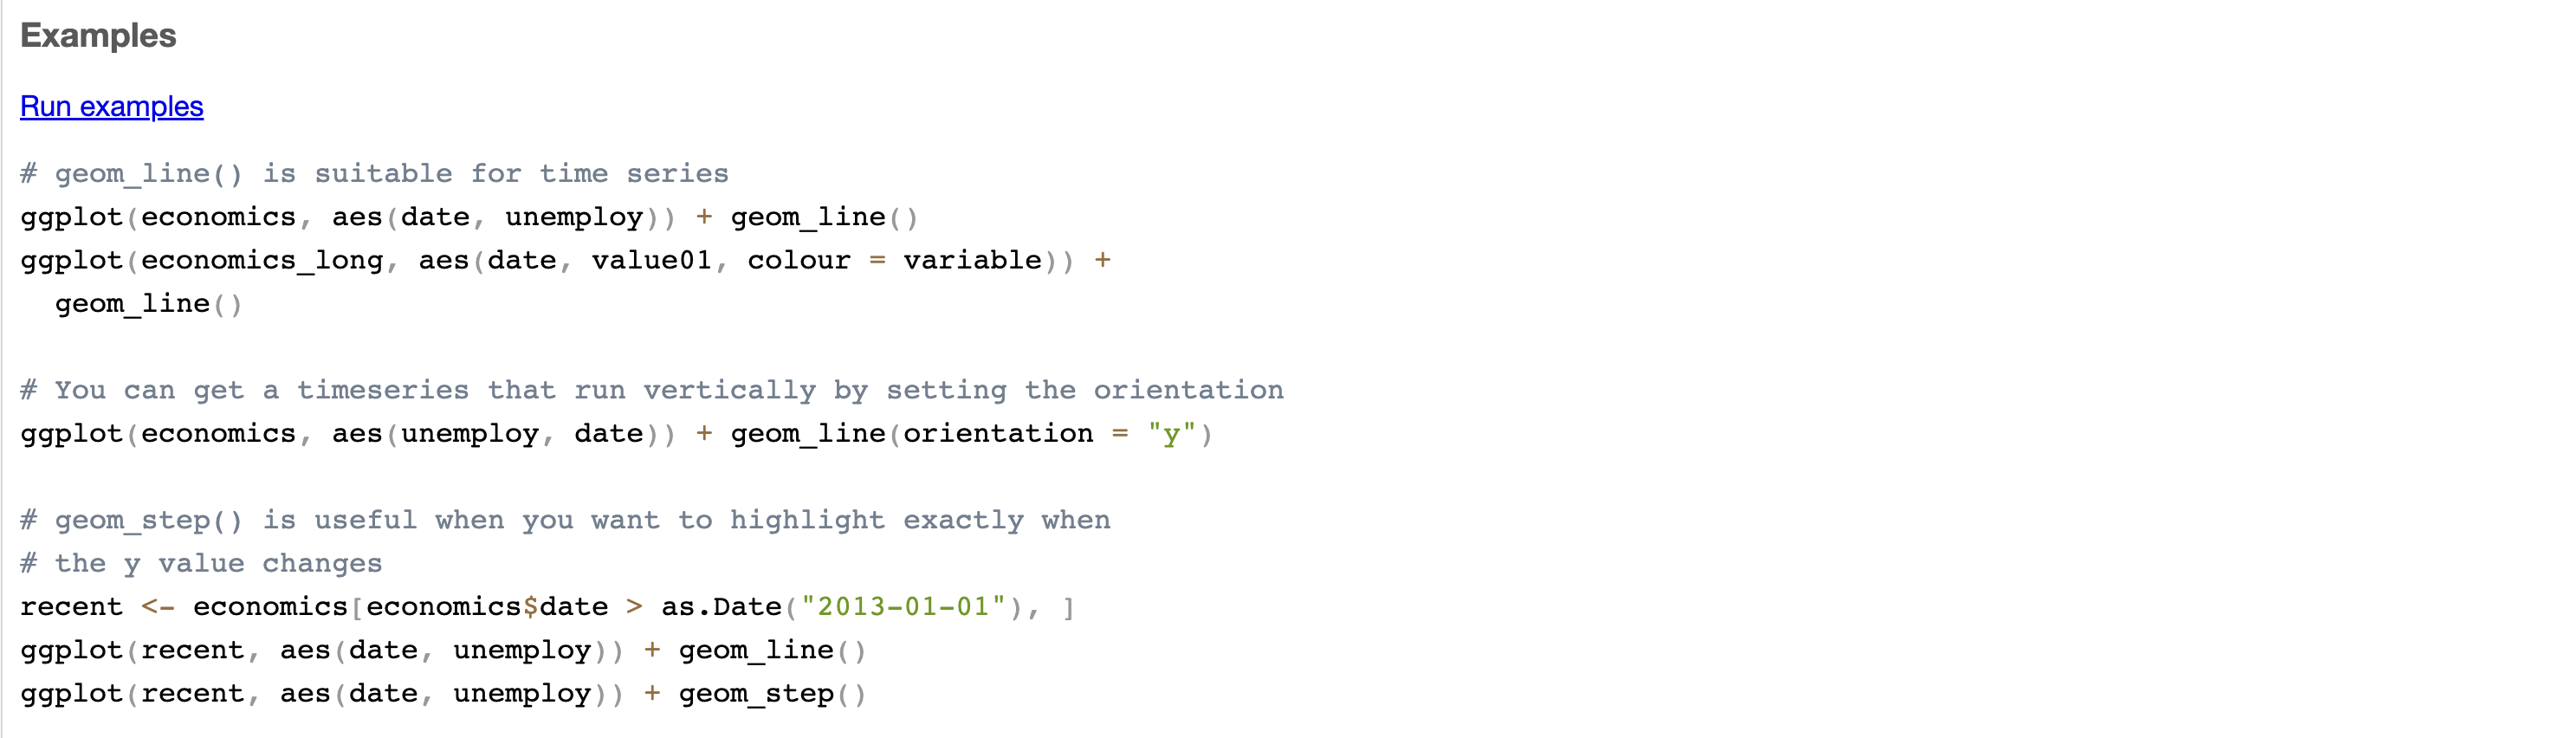 Examples
Run examples
# geom_line() is suitable for time series
ggplot(economics, aes(date, unemploy)) + geom_line()
ggplot(economics_long, aes(date, value01, colour = variable)) +
  geom_line()
# You can get a timeseries that run vertically by setting the orientation
ggplot(economics, aes(unemploy, date)) + geom_line(orientation = "y")
# geom_step() is useful when you want to highlight exactly when
# the y value changes
recent <- economics[economics$date > as.Date("2013-01-01"), ]
ggplot(recent, aes(date, unemploy)) + geom_line()
ggplot(recent, aes(date, unemploy)) + geom_step()